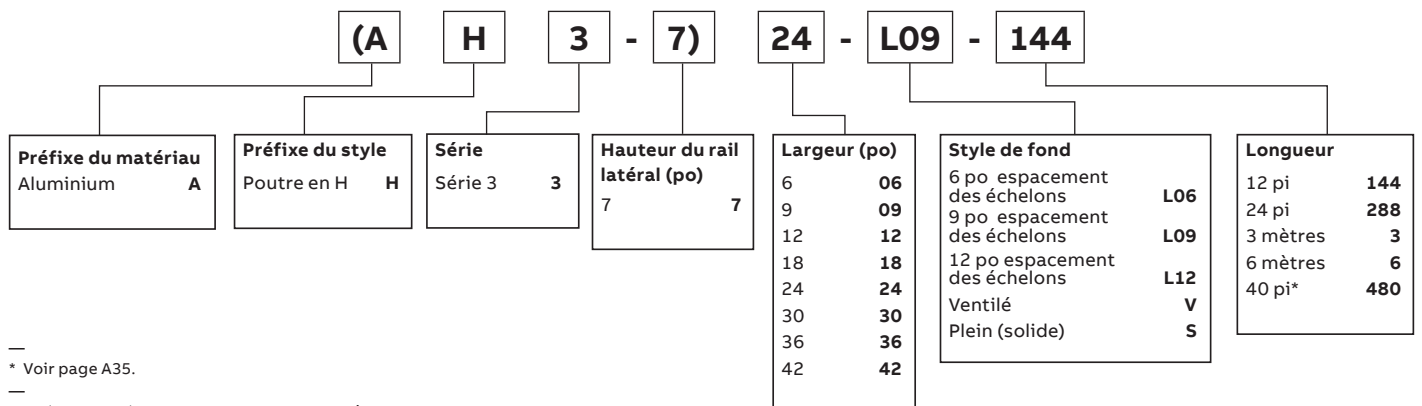 (A H 3 - 7) 24 - L09 - 144
Préfixe du matériau
Aluminium A
Préfixe du style
Poutre en H H
Série
Série 3 3
Hauteur du rail
latéral (po)
7 7
Largeur (po)
6 06
9 09
12 12
18 18
24 24
30 30
36 36
42 42
Style de fond
6 po espacement
des échelons L06
9 po espacement
des échelons L09
12 po espacement
des échelons L12
Ventilé V
Plein (solide) S
Longueur
12 pi 144
24 pi 288
3 mètres 3
6 mètres 6
40 pi* 480
—
* Voir page A35.
—